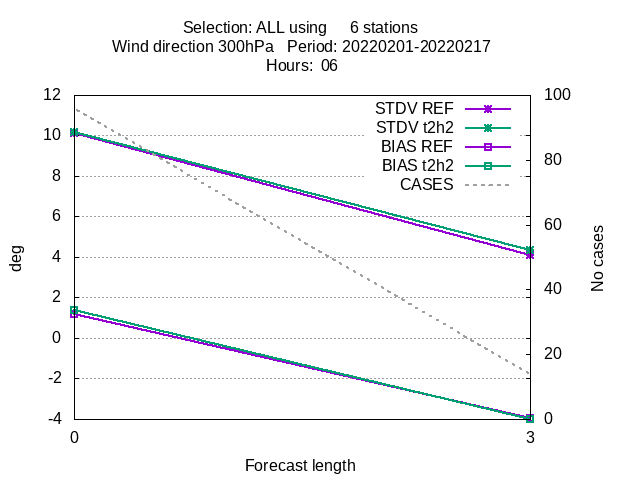 Selection: ALL using     6 stations
Wind direction 300hPa   Period: 20220201-20220217
Hours:  06
12
10
8
6
4
2
0
-2
-4
deg
100
80
60
40
20
0
No cases
STDV REF
STDV t2h2
BIAS REF
BIAS t2h2
CASES
0
3
Forecast length